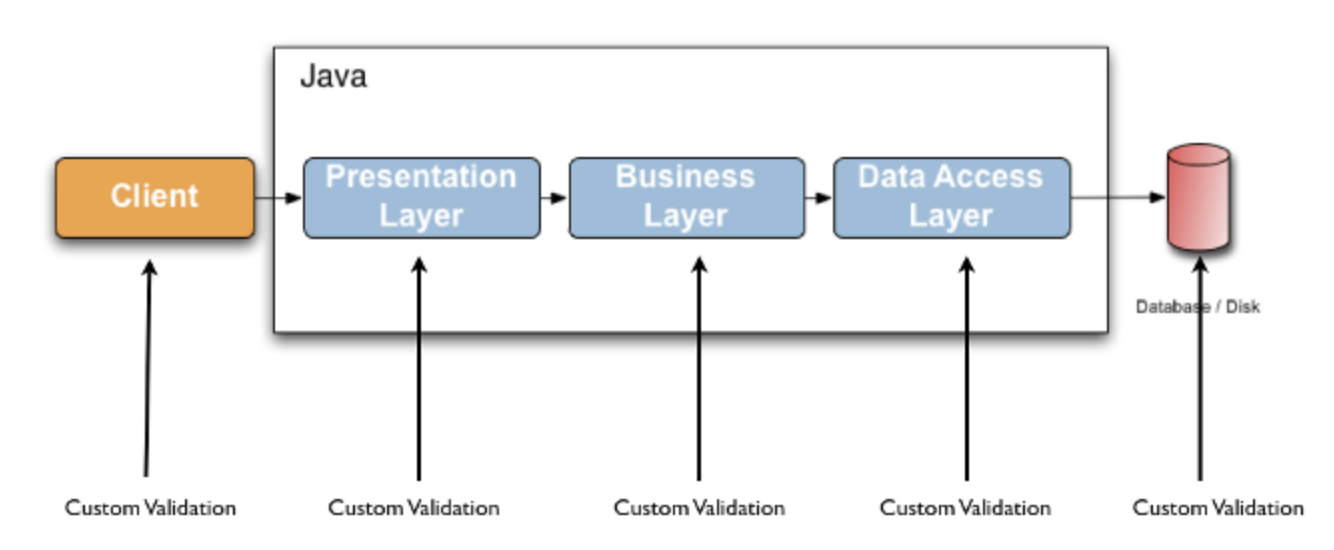 Java
Client
Presentation
Layer
Business
Layer
Data Access
Layer
Database / Disk
Custom Validation
Custom Validation
Custom Validation
Custom Validation
Custom Validation